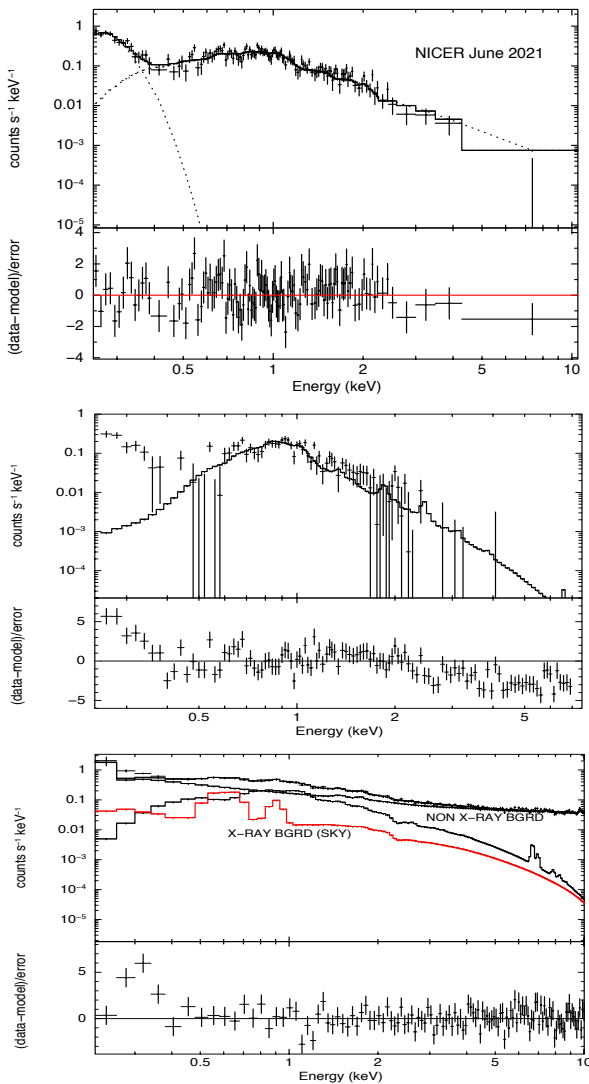 NICER June 2021
counts s⁻¹ keV⁻¹
1
0.1
0.01
10⁻³
10⁻⁴
10⁻⁵
(data−model)/error
4
2
0
−2
−4
0.5 1 2 5 10
Energy (keV)
counts s⁻¹ keV⁻¹
1
0.1
0.01
10⁻³
10⁻⁴
(data−model)/error
5
0
−5
0.5 1 2 5
Energy (keV)
counts s⁻¹ keV⁻¹
1
0.1
0.01
10⁻³
10⁻⁴
10⁻⁵
NON X-RAY BGRD
X-RAY BGRD (SKY)
(data−model)/error
5
0
0.5 1 2 5 10
Energy (keV)